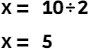 x = 10÷2
x = 5